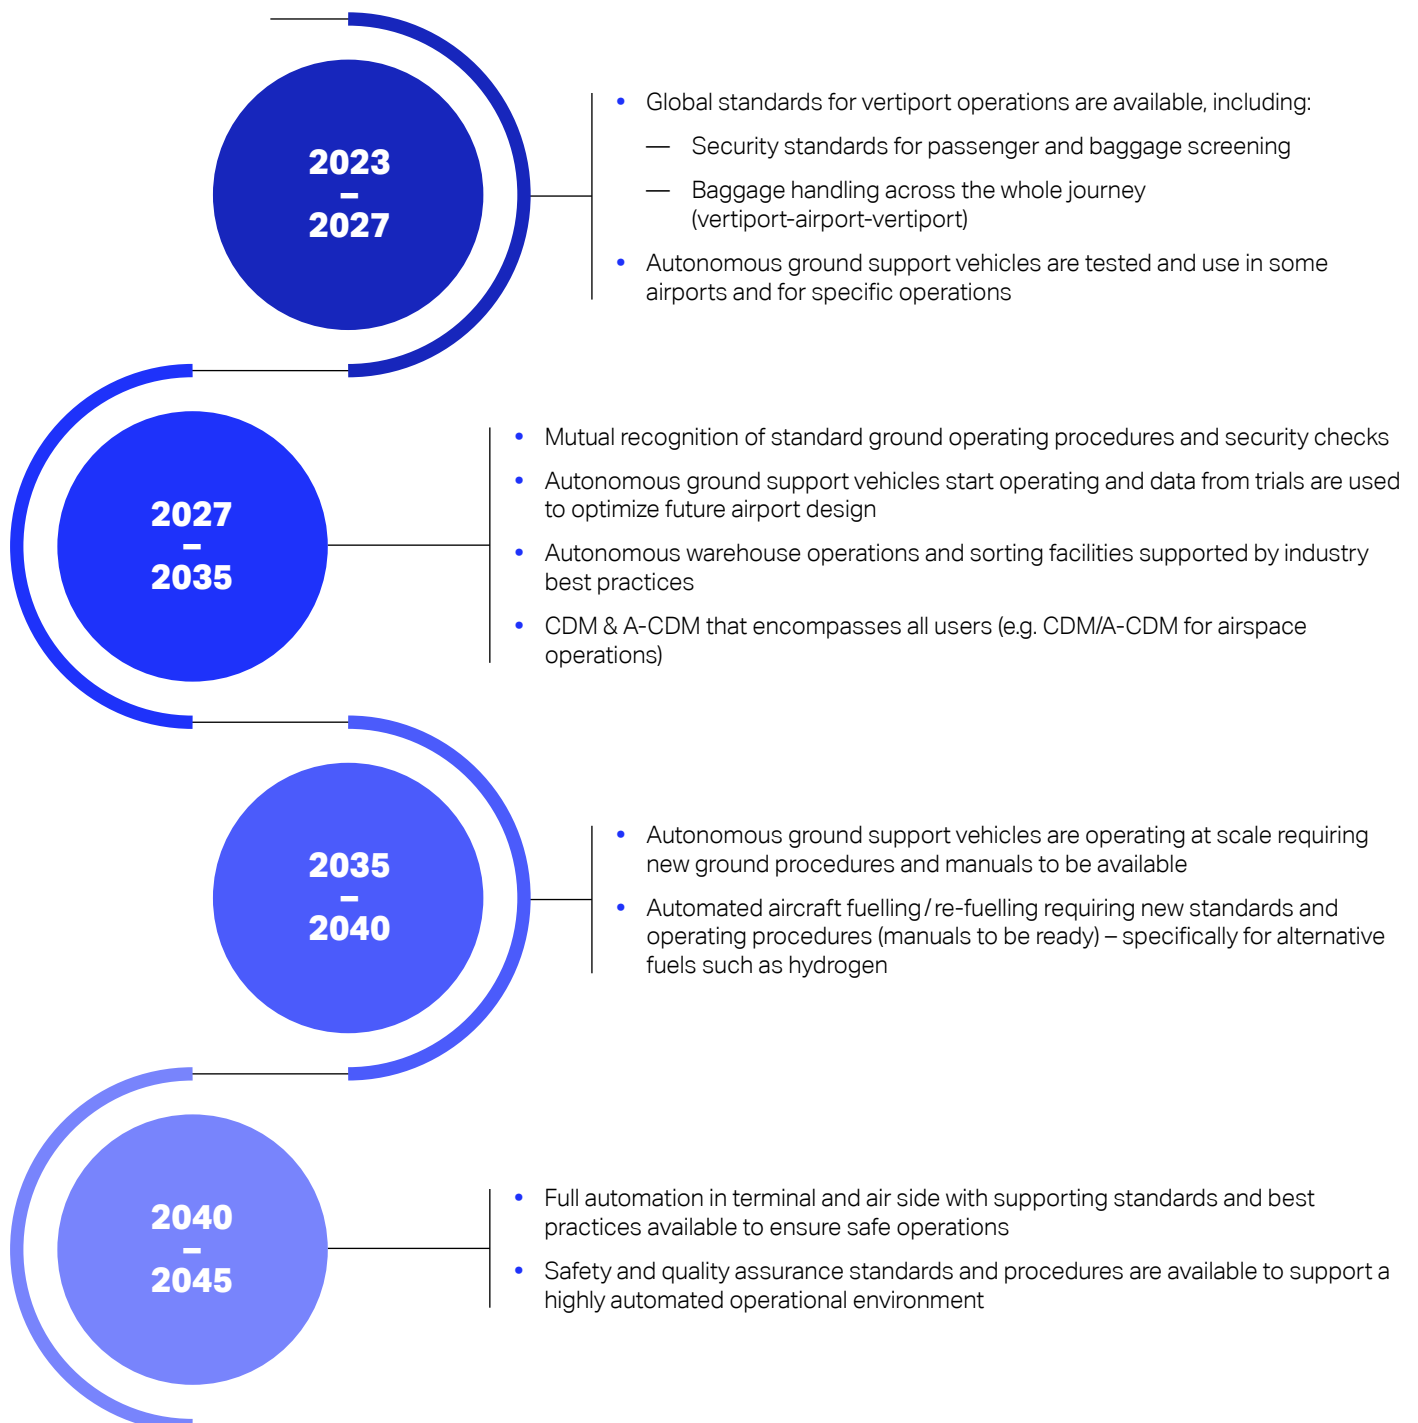 2023
–
2027
• Global standards for vertiport operations are available, including:
— Security standards for passenger and baggage screening
— Baggage handling across the whole journey
(vertiport-airport-vertiport)
• Autonomous ground support vehicles are tested and use in some
airports and for specific operations
2027
–
2035
• Mutual recognition of standard ground operating procedures and security checks
• Autonomous ground support vehicles start operating and data from trials are used
to optimize future airport design
• Autonomous warehouse operations and sorting facilities supported by industry
best practices
• CDM & A-CDM that encompasses all users (e.g. CDM/A-CDM for airspace
operations)
2035
–
2040
• Autonomous ground support vehicles are operating at scale requiring
new ground procedures and manuals to be available
• Automated aircraft fuelling/re-fuelling requiring new standards and
operating procedures (manuals to be ready) – specifically for alternative
fuels such as hydrogen
2040
–
2045
• Full automation in terminal and air side with supporting standards and best
practices available to ensure safe operations
• Safety and quality assurance standards and procedures are available to support a
highly automated operational environment